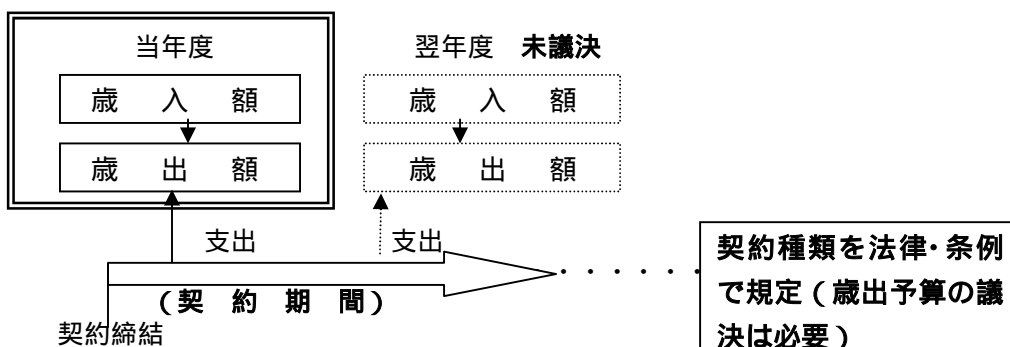 当年度
翌年度 未議決
歳 入 額
歳 入 額
歳 出 額
歳 出 額
支出
支出
(契 約 期 間)
契約締結
・・・・・・・
契約種類を法律・条例
で規定(歳出予算の議
決は必要)